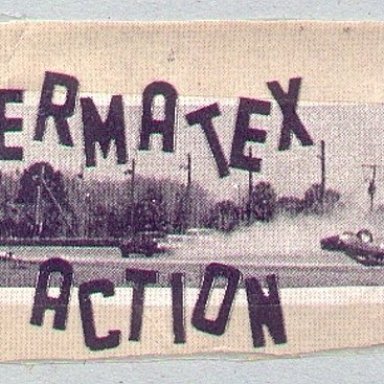 ERMATEX
ACTION